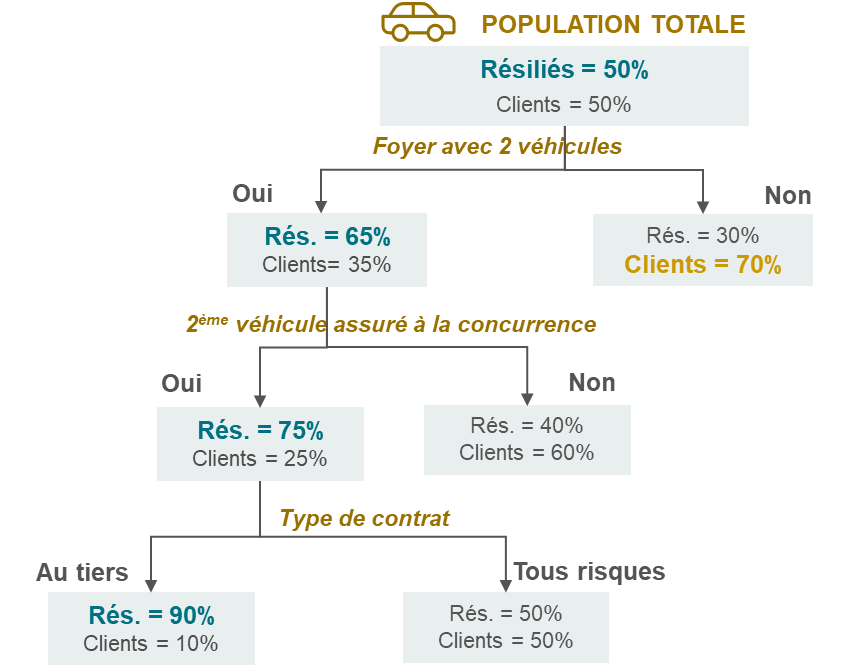 POPULATION TOTALE
Résiliés = 50%
Clients = 50%
Foyer avec 2 véhicules
Oui
Non
Rés. = 65%
Clients= 35%
Rés. = 30%
Clients = 70%
2ème véhicule assuré à la concurrence
Oui
Non
Rés. = 75%
Clients = 25%
Rés. = 40%
Clients = 60%
Type de contrat
Au tiers
Tous risques
Rés. = 90%
Clients = 10%
Rés. = 50%
Clients = 50%